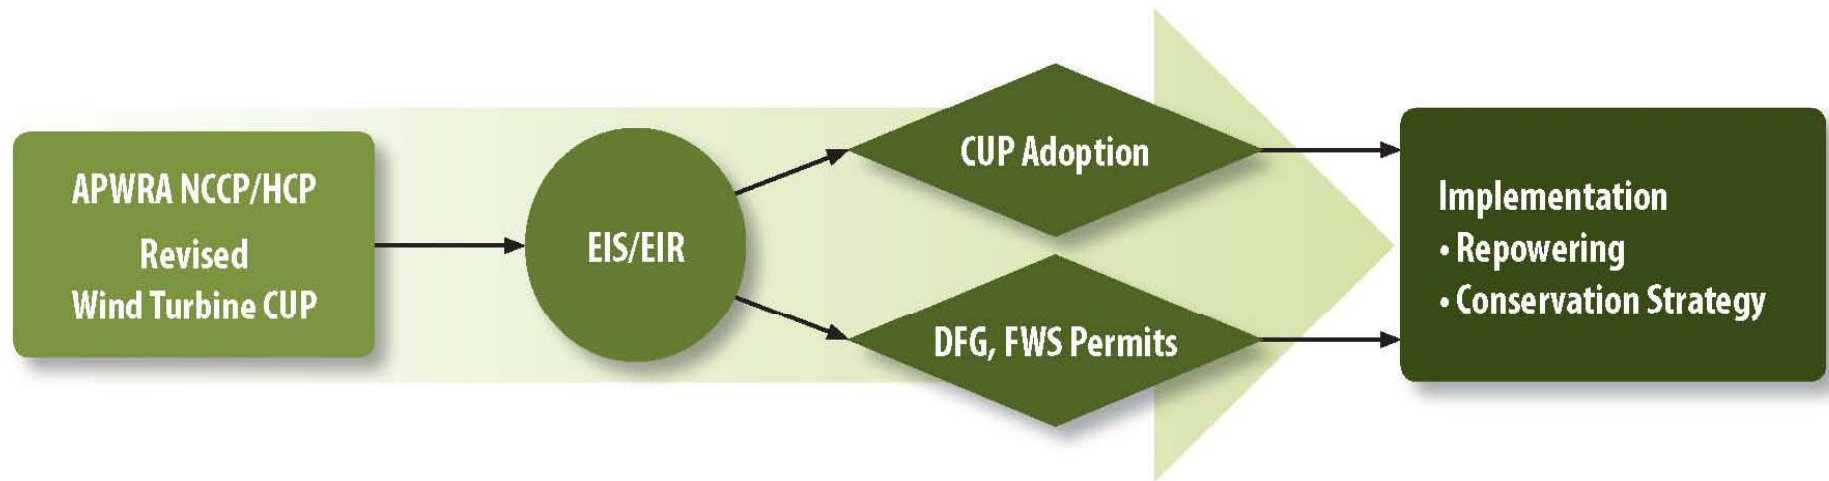 APWRA NCCP/HCP
Revised
Wind Turbine CUP
EIS/EIR
CUP Adoption
DFG, FWS Permits
Implementation
• Repowering
• Conservation Strategy